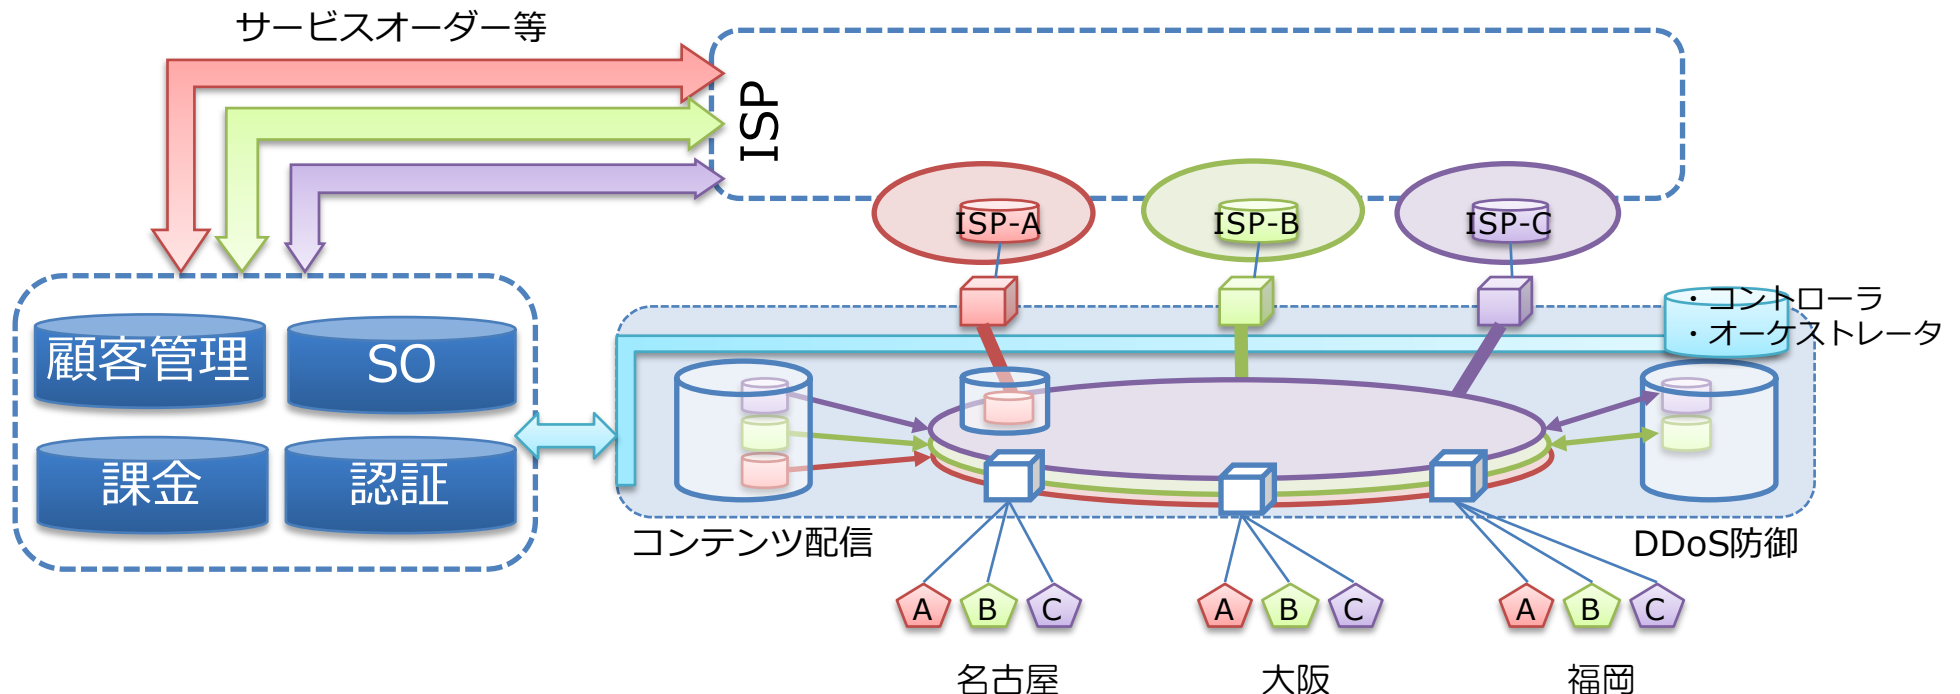 サービスオーダー等
ISP
ISP-A
ISP-B
ISP-C
・コントローラ
・オーケストレータ
顧客管理
SO
課金
認証
コンテンツ配信
DDoS防御
A
B
C
A
B
C
A
B
C
名古屋
大阪
福岡